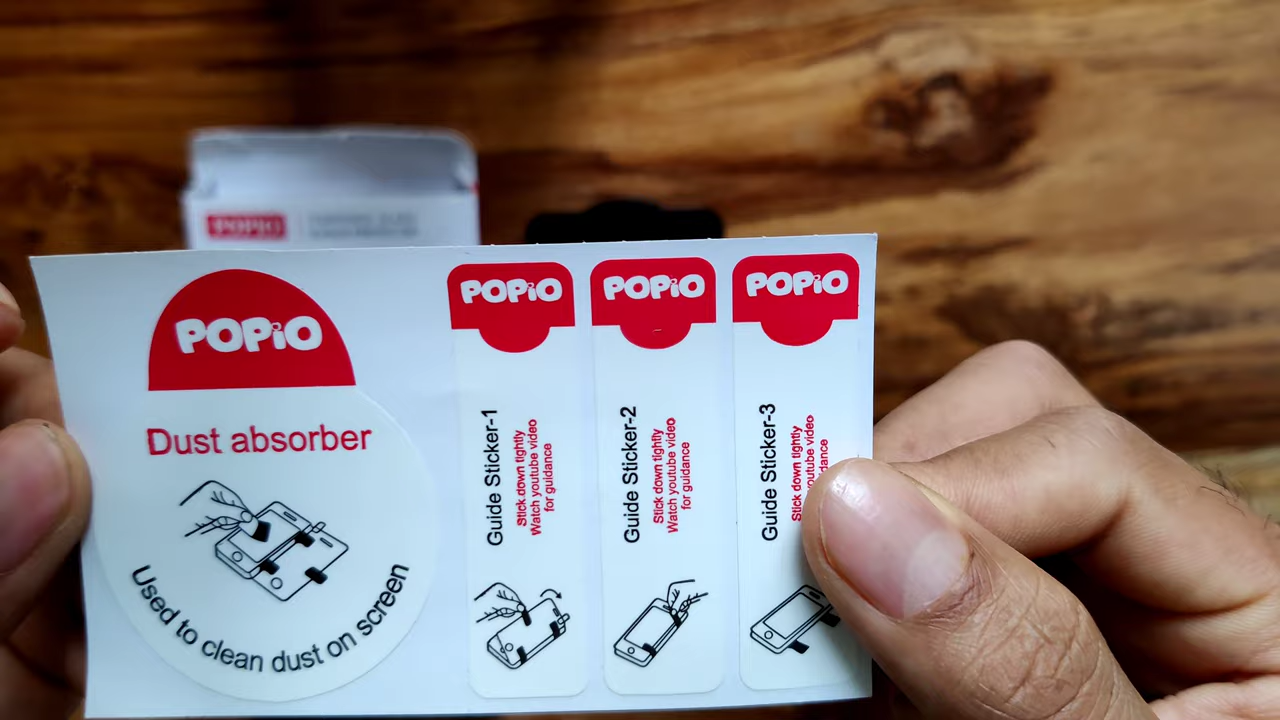 POPiO
POPiO
Dust absorber
Used to clean dust on screen
POPiO
Guide Sticker-1
Stick down tightly
Watch youtube video
for guidance
POPiO
Guide Sticker-2
Stick down tightly
Watch youtube video
for guidance
POPiO
Guide Sticker-3
Stick down tightly
youtube video